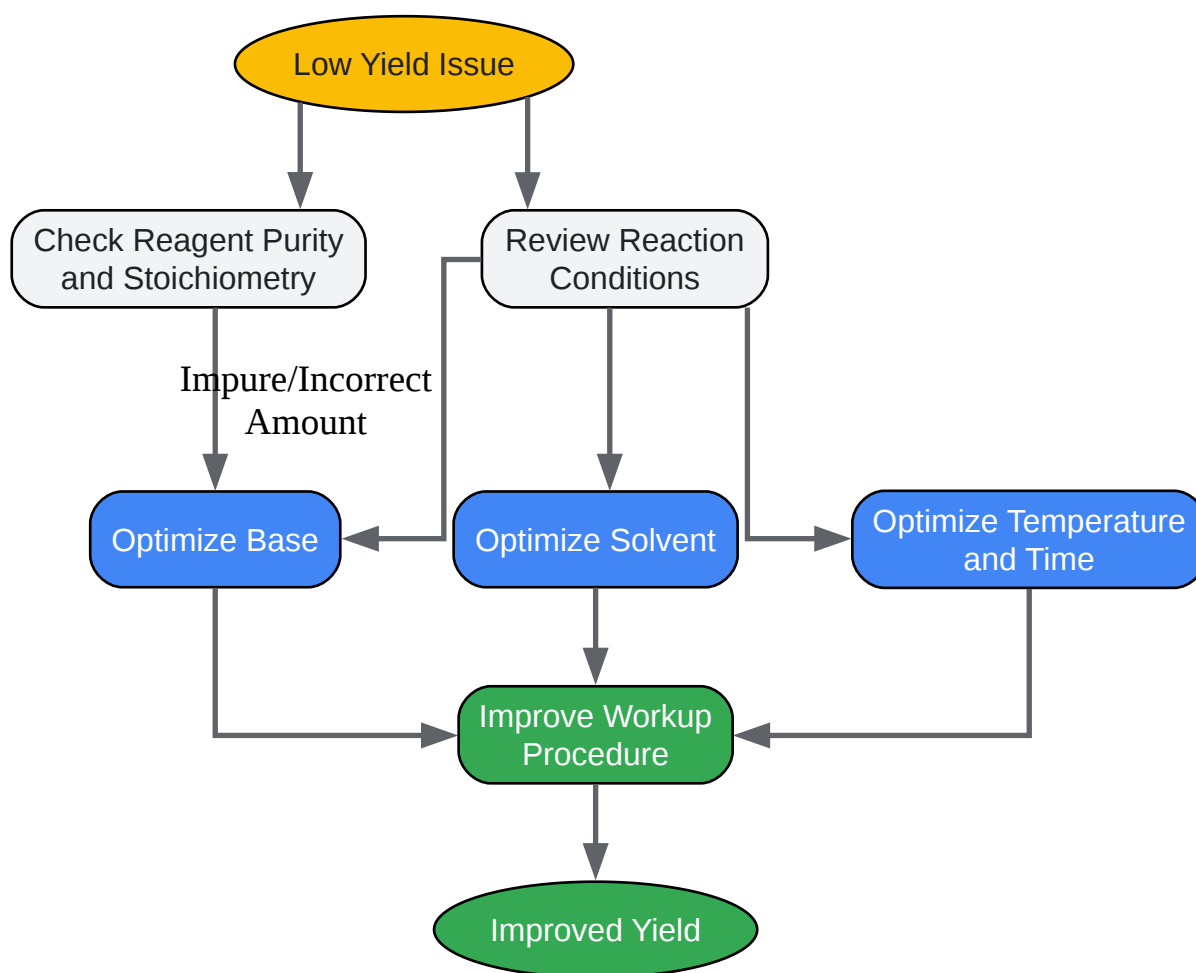 Low Yield Issue
Check Reagent Purity
and Stoichiometry
Review Reaction
Conditions
Impure/Incorrect
Amount
Optimize Base
Optimize Solvent
Optimize Temperature
and Time
Improve Workup
Procedure
Improved Yield